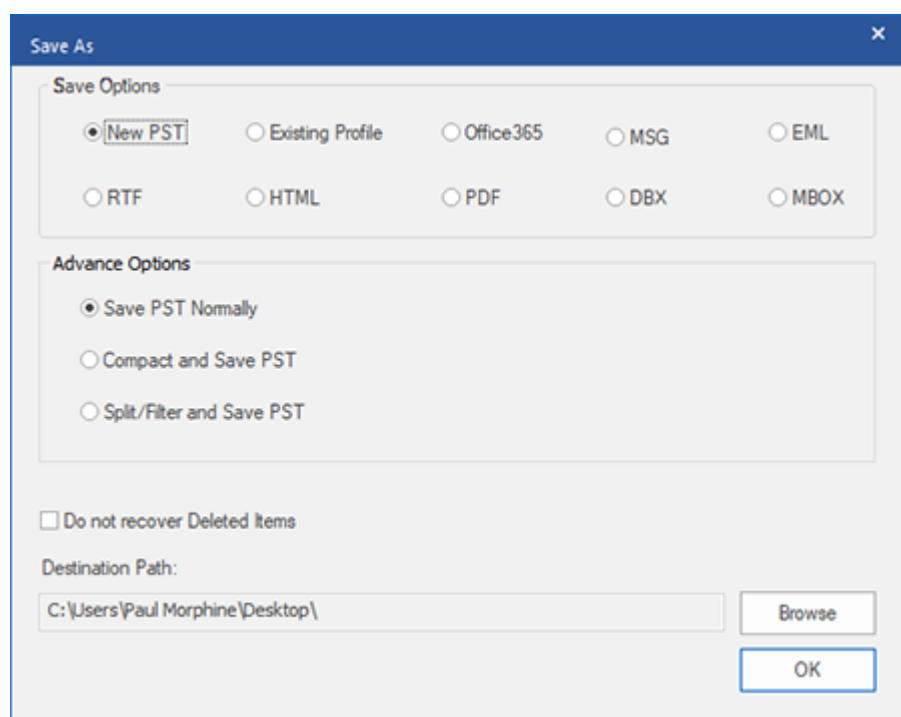 Save As
Save Options
New PST Existing Profile Office365 MSG EML
RTF HTML PDF DBX MBOX
Advance Options
Save PST Normally
Compact and Save PST
Split/Filter and Save PST
Do not recover Deleted Items
Destination Path:
C:\Users\Paul Morphine\Desktop\ Browse
OK